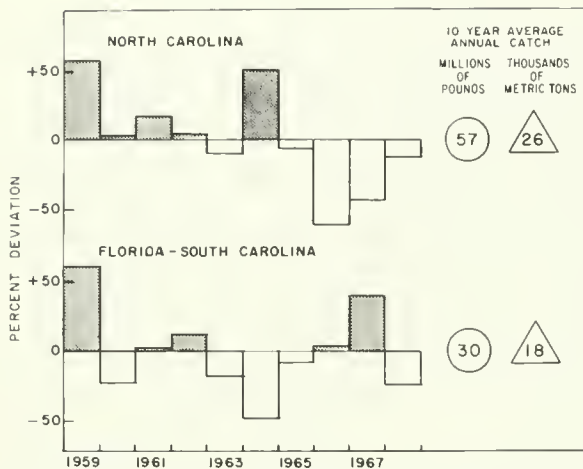 NORTH CAROLINA
10 YEAR AVERAGE
ANNUAL CATCH
MILLIONS OF POUNDS
THOUSANDS OF METRIC TONS
+50
0
-50
57
26
PERCENT DEVIATION
FLORIDA-SOUTH CAROLINA
+50
0
-50
30
18
1959 1961 1963 1965 1967